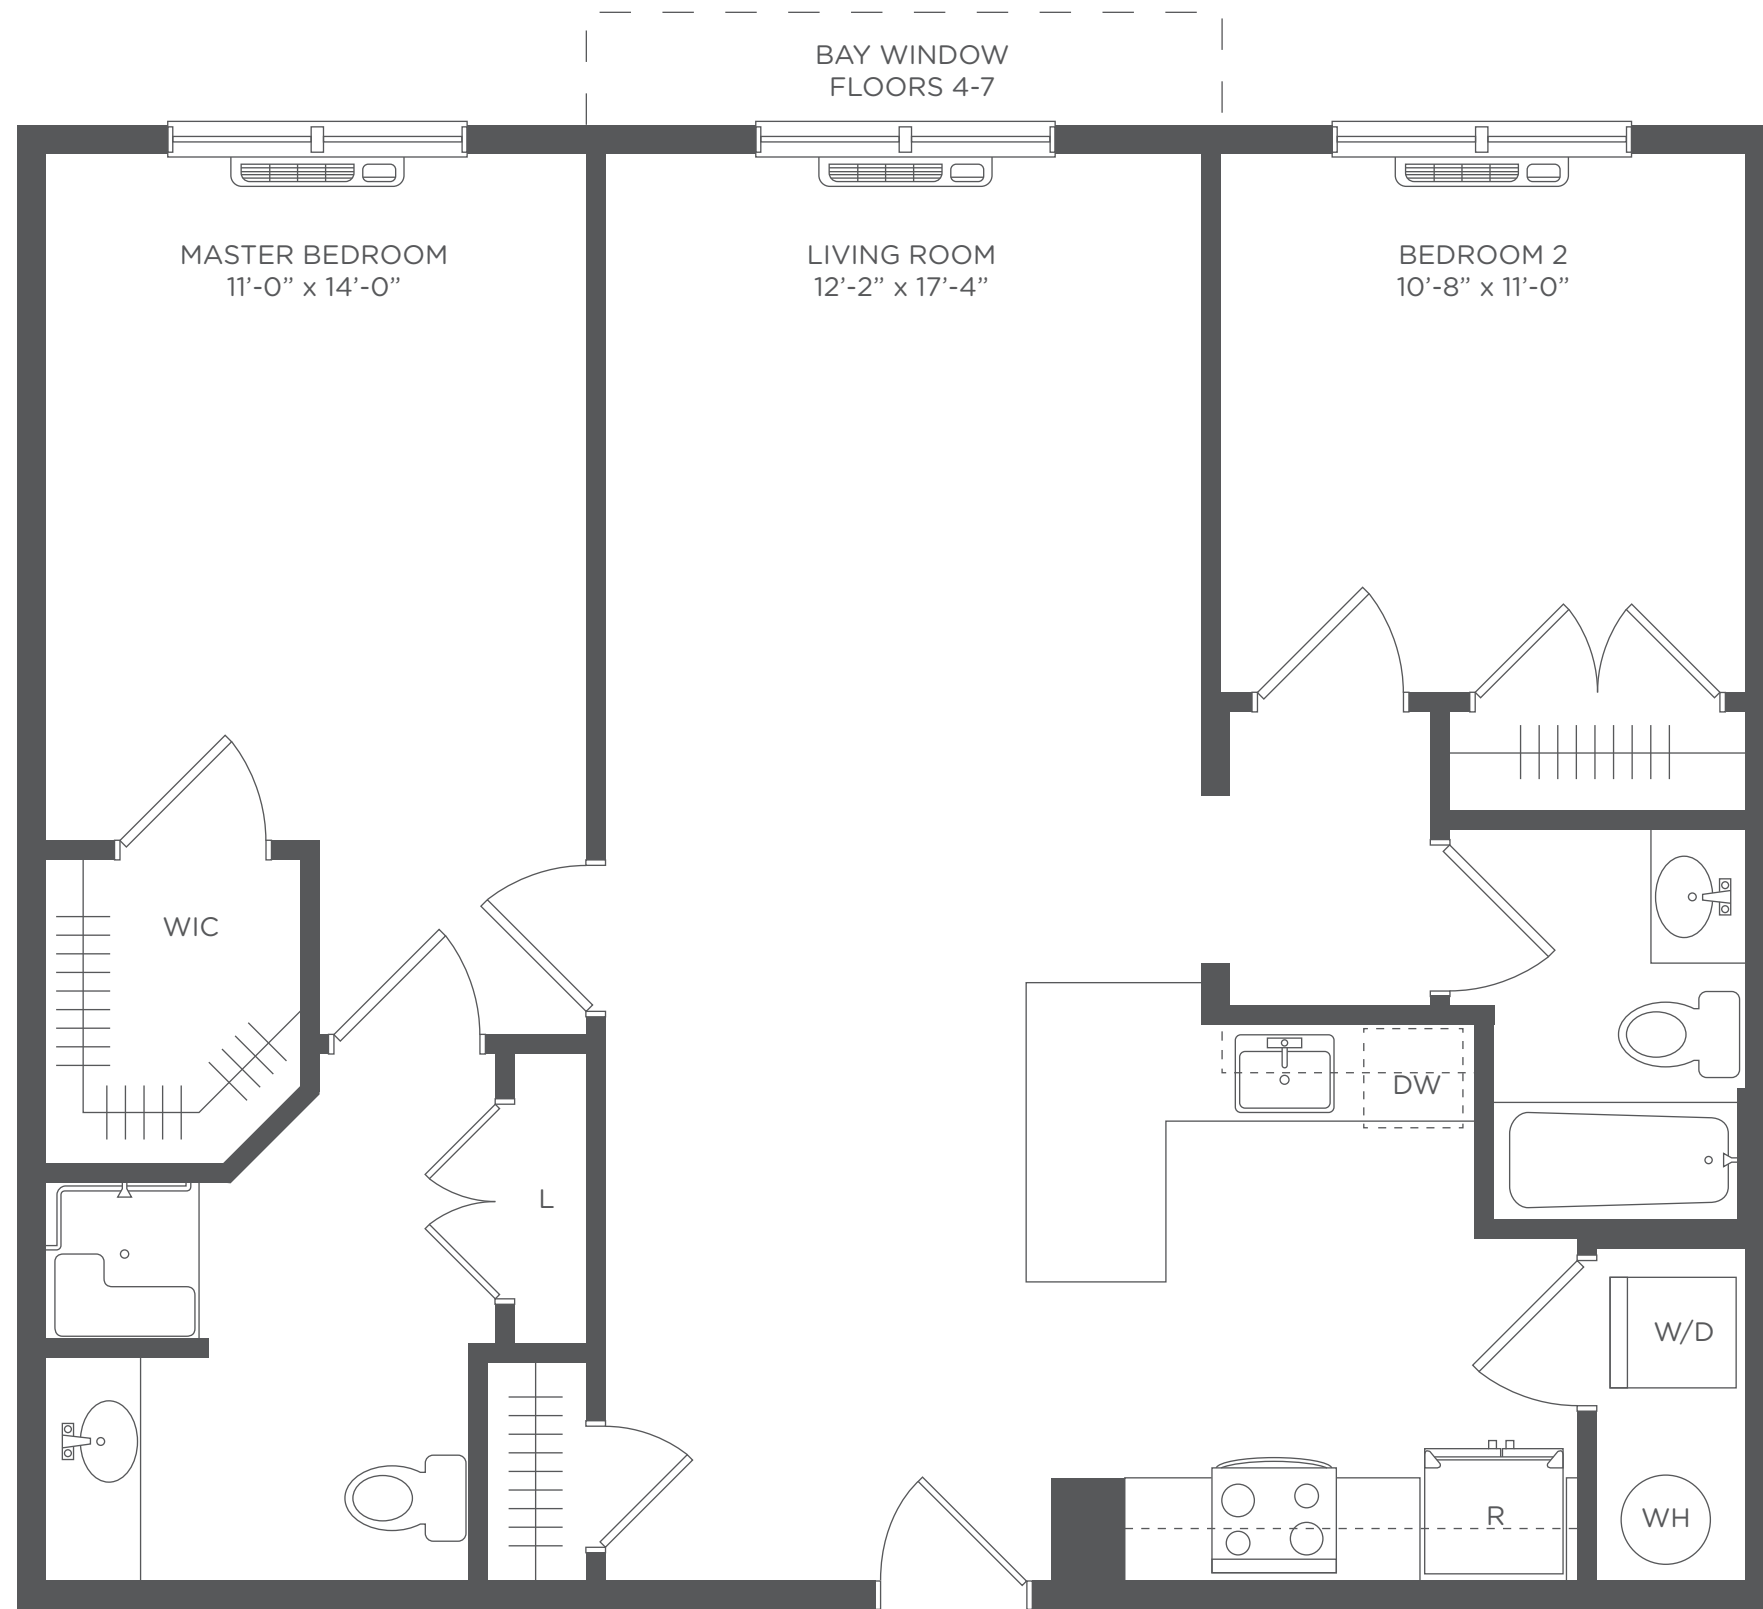 BAY WINDOW
FLOORS 4-7
MASTER BEDROOM
11’-0” x 14’-0”
LIVING ROOM
12’-2” x 17’-4”
BEDROOM 2
10’-8” x 11’-0”
WIC
DW
L
W/D
R
WH